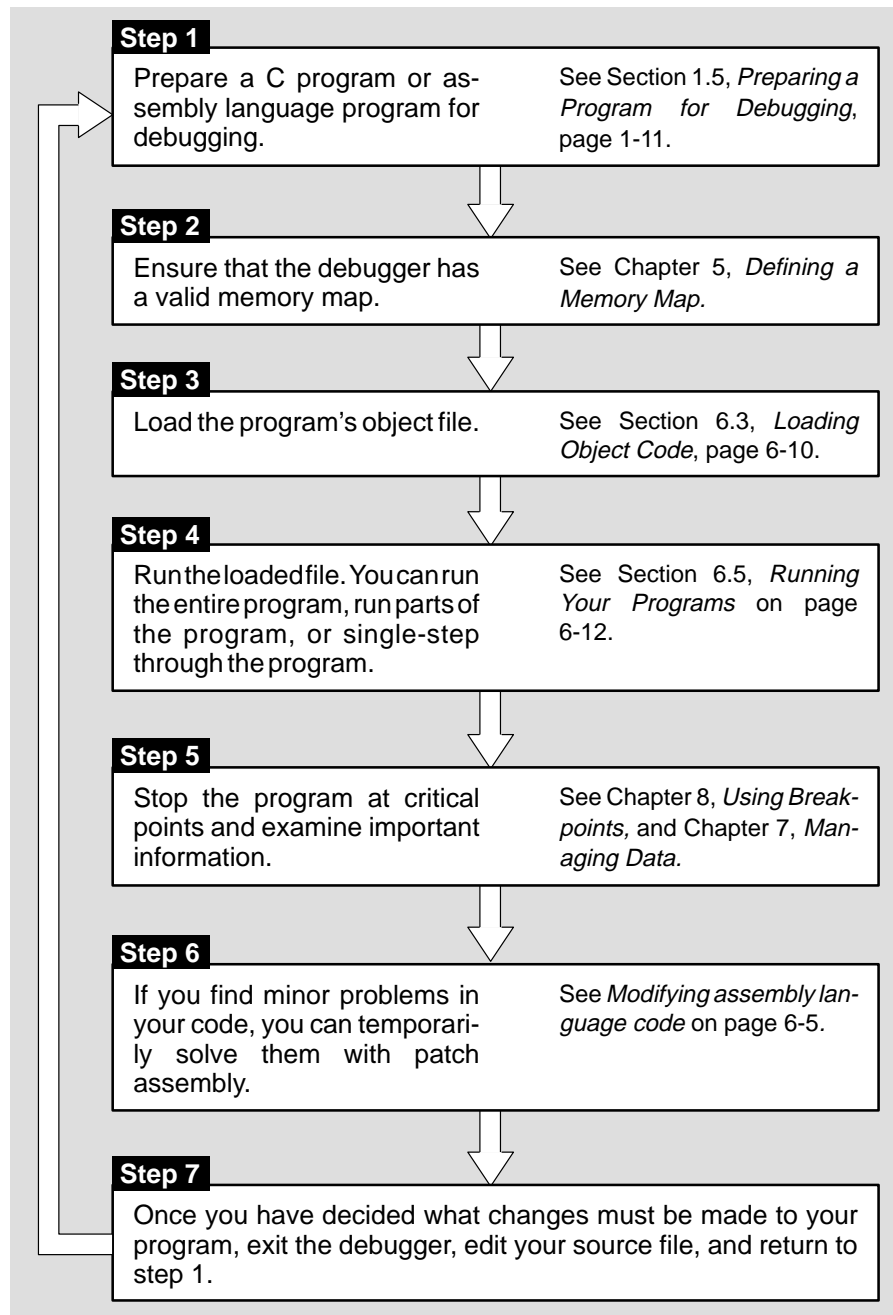 Step 1
Prepare a C program or as-
sembly language program for
debugging.
See Section 1.5, Preparing a
Program for Debugging,
page 1-11.
Step 2
Ensure that the debugger has
a valid memory map.
See Chapter 5, Defining a
Memory Map.
Step 3
Load the program's object file.
See Section 6.3, Loading
Object Code, page 6-10.
Step 4
Run the loaded file. You can run
the entire program, run parts of
the program, or single-step
through the program.
See Section 6.5, Running
Your Programs on page
6-12.
Step 5
Stop the program at critical
points and examine important
information.
See Chapter 8, Using Break-
points, and Chapter 7, Man-
aging Data.
Step 6
If you find minor problems in
your code, you can temporari-
ly solve them with patch
assembly.
See Modifying assembly lan-
guage code on page 6-5.
Step 7
Once you have decided what changes must be made to your
program, exit the debugger, edit your source file, and return to
step 1.